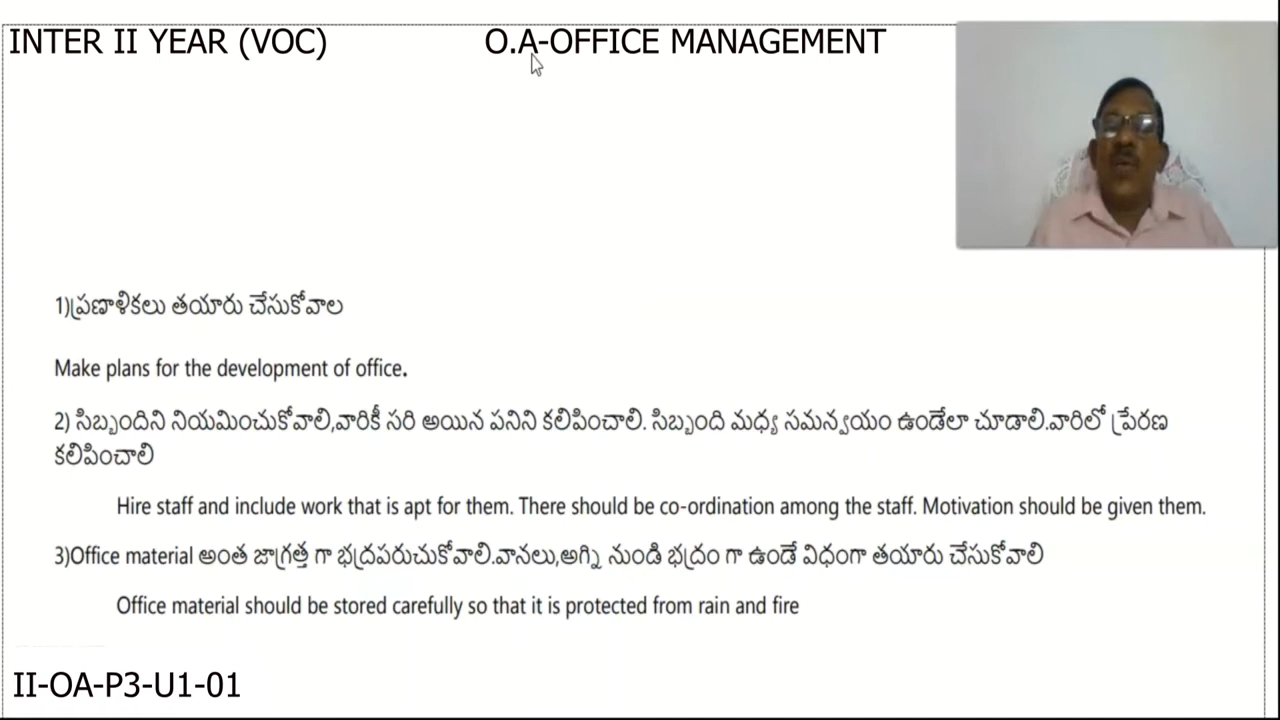 INTER II YEAR (VOC) O.A-OFFICE MANAGEMENT
1)ప్రణాళికలు తయారు చేసుకోవాల
Make plans for the development of office.
2) సిబ్బందిని నియమించుకోవాలి,వారికీ సరి అయిన పనిని కలిపించాలి. సిబ్బంది మధ్య సమన్వయం ఉండేలా చూడాలి.వారిలో ప్రేరణ
కలిపించాలి
Hire staff and include work that is apt for them. There should be co-ordination among the staff. Motivation should be given them.
3)Office material అంత జాగ్రత్త గా భద్రపరుచుకోవాలి.వానలు,అగ్ని నుండి భద్రం గా ఉండే విధంగా తయారు చేసుకోవాలి
Office material should be stored carefully so that it is protected from rain and fire
II-OA-P3-U1-01